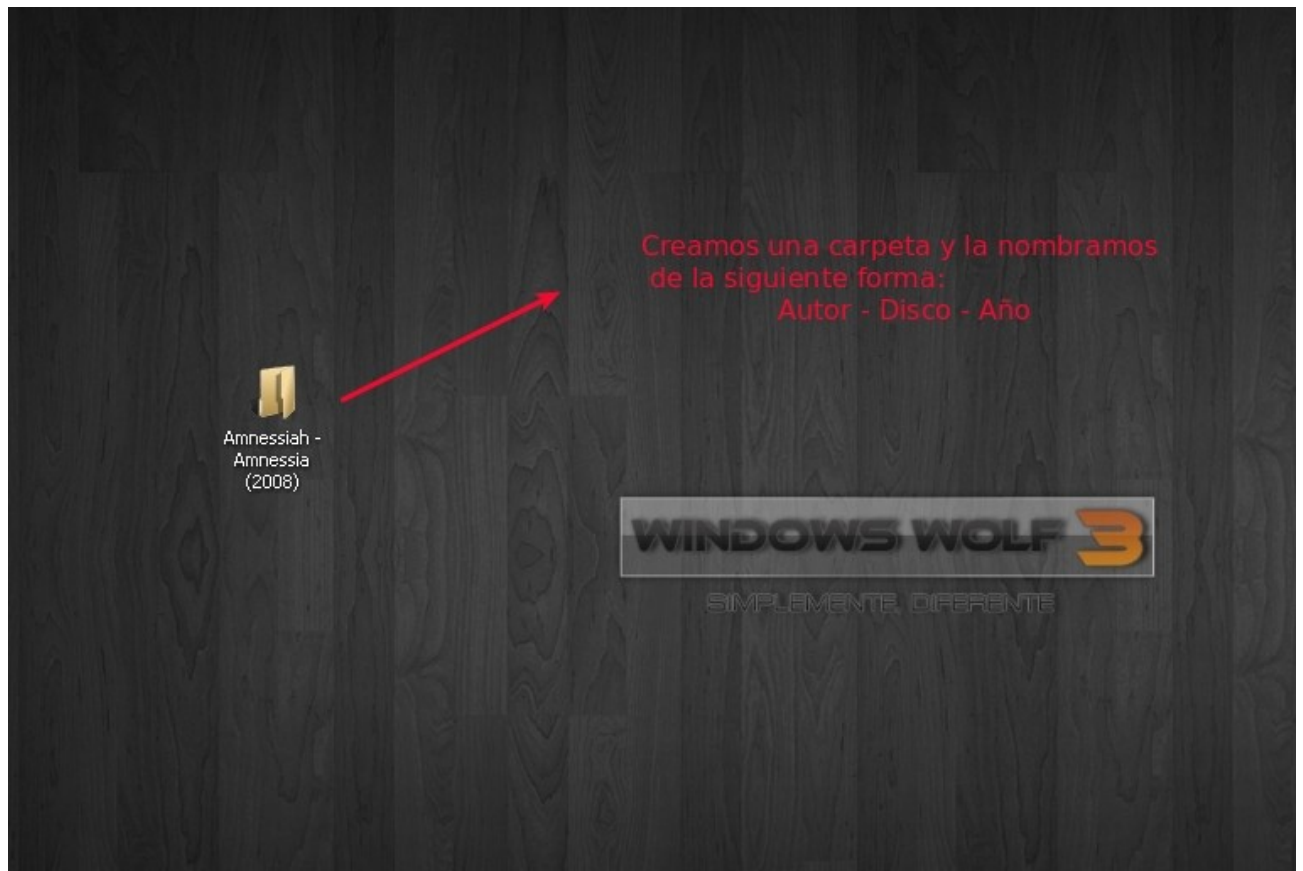 Creamos una carpeta y la nombramos
de la siguiente forma:
Autor - Disco - Año
Amnessiah -
Amnessia
(2008)
WINDOWS WOLF 3
SIMPLEMENTE, DIFERENTE